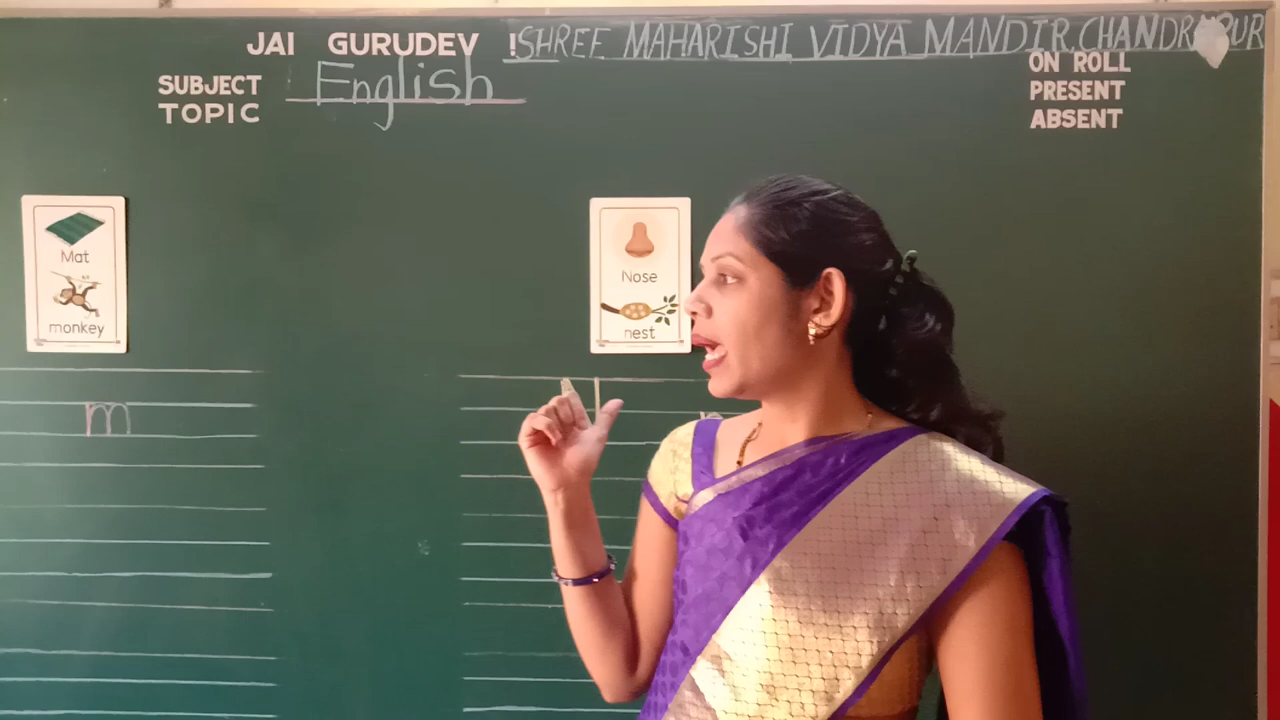 JAI GURUDEV ! SHREE MAHARISHI VIDYA MANDIR, CHANDRAPUR
SUBJECT English
TOPIC
ON ROLL
PRESENT
ABSENT
Mat
monkey
Nose
nest
m